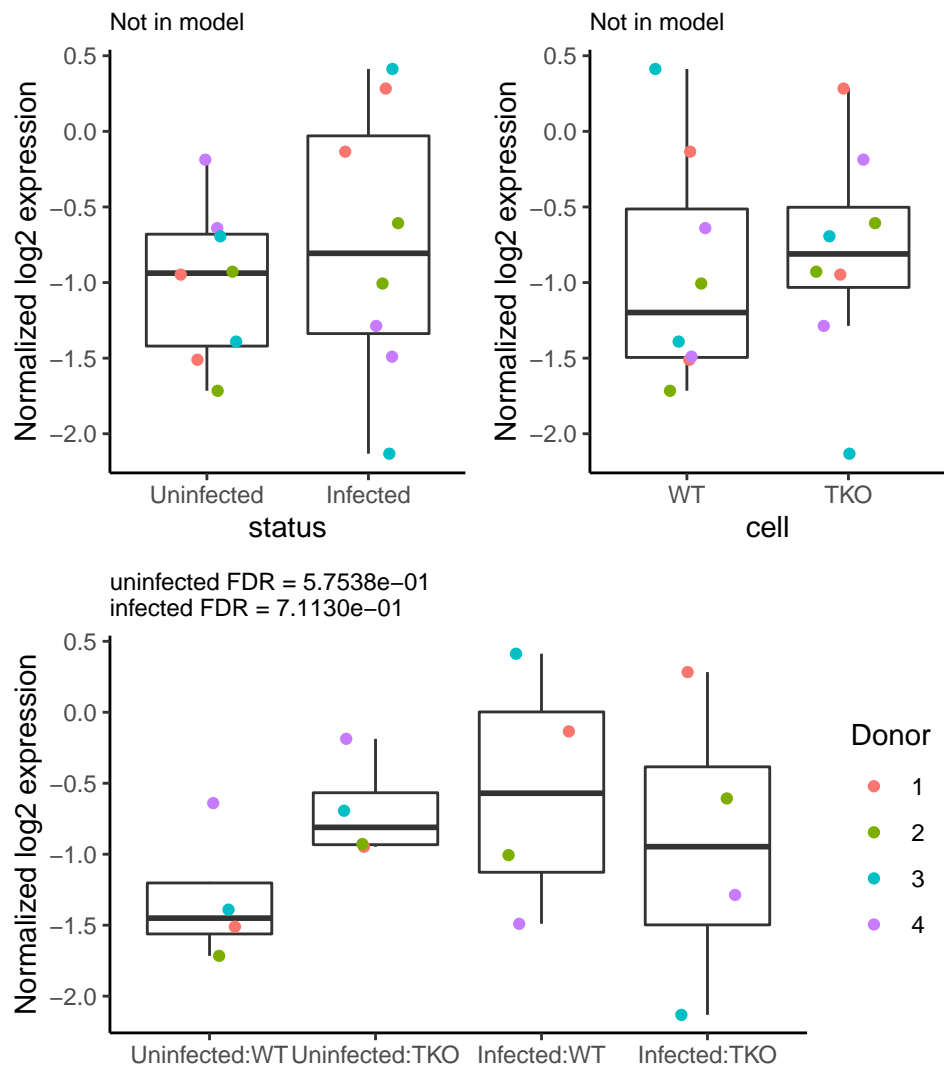 Not in model
Normalized log2 expression
0.5
0.0
−0.5
−1.0
−1.5
−2.0
Uninfected Infected
status
Not in model
Normalized log2 expression
0.5
0.0
−0.5
−1.0
−1.5
−2.0
WT TKO
cell
uninfected FDR = 5.7538e−01
infected FDR = 7.1130e−01
Normalized log2 expression
0.5
0.0
−0.5
−1.0
−1.5
−2.0
Uninfected:WT Uninfected:TKO Infected:WT Infected:TKO
Donor
1
2
3
4